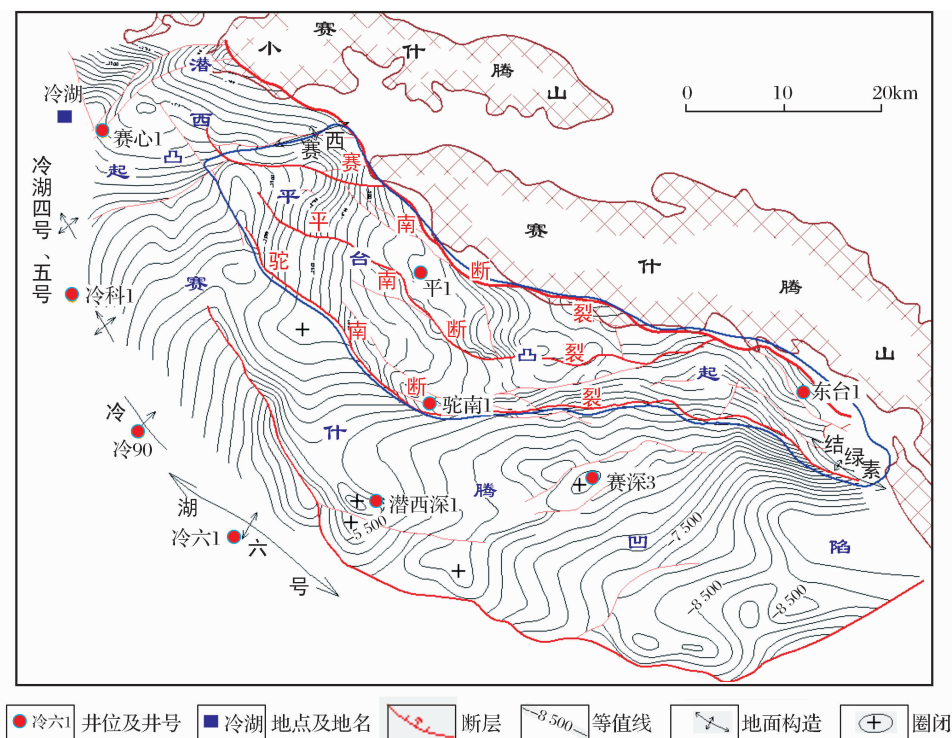 小赛什腾山
0 10 20km
潜西凸起
冷湖
赛心1
赛西
赛南断裂
赛什腾山
平台凸起
平南断裂
平1
驼南断裂
驼南1
东台1
结绿素
冷湖四号、五号
冷科1
赛什腾凹陷
冷90
冷湖六号
冷六1
潜西深1
赛深3
-5 500
-7 500
-8 500
-8 500
冷六1 井位及井号
冷湖 地点及地名
断层
-8 500 等值线
地面构造
圈闭